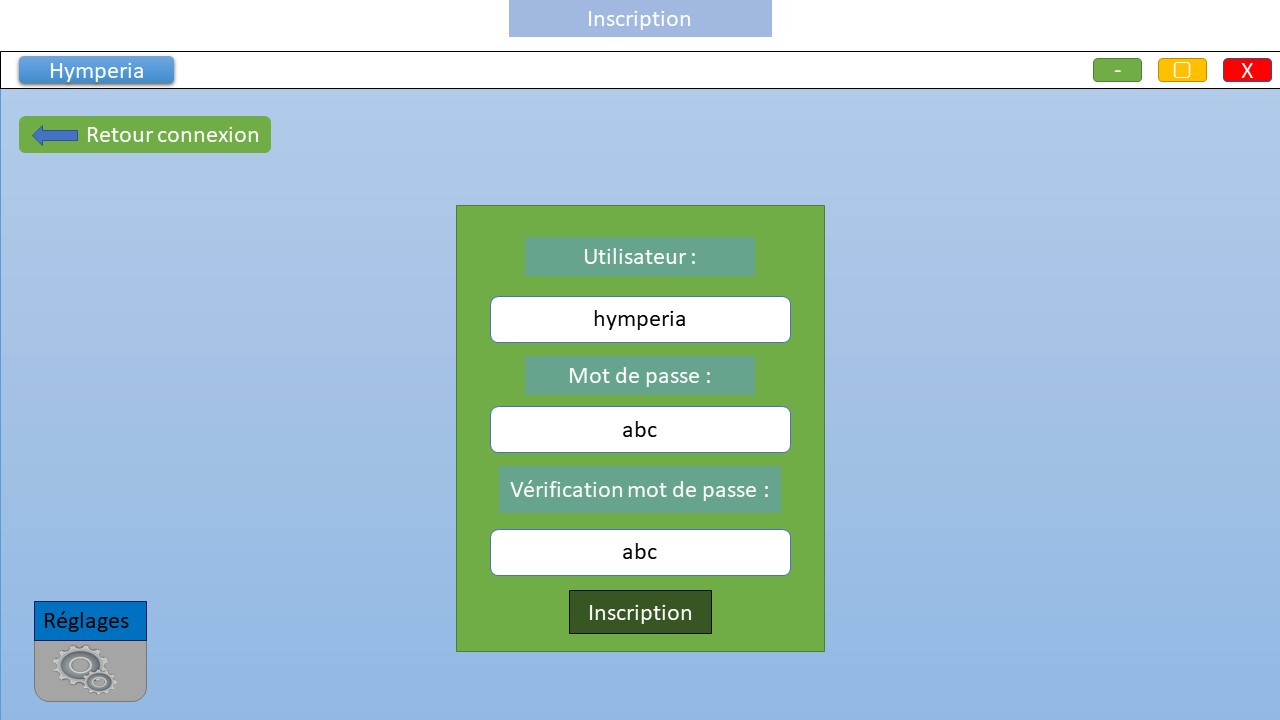 Inscription
Hymperia
-
X
Retour connexion
Utilisateur :
hymperia
Mot de passe :
abc
Vérification mot de passe :
abc
Inscription
Réglages